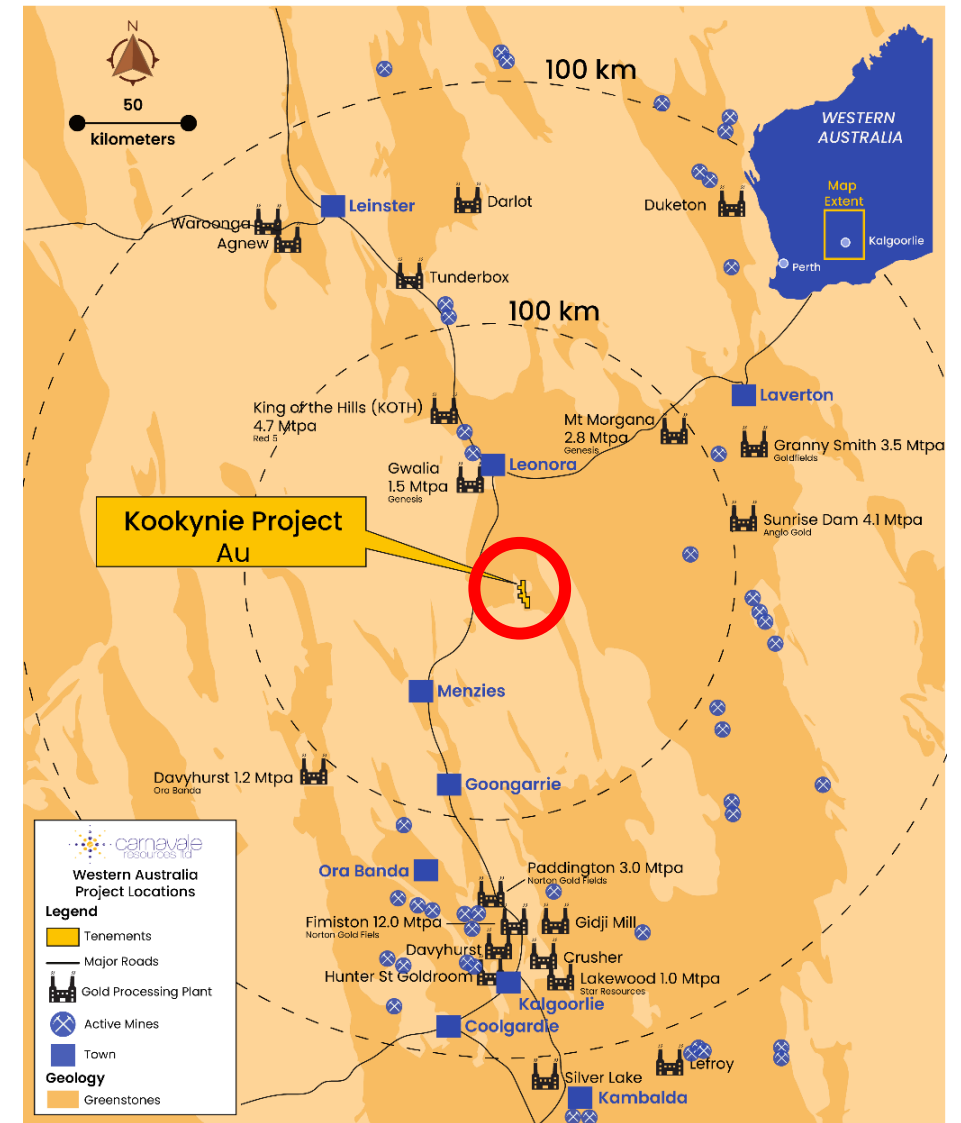 N
50
kilometers
100 km
WESTERN
AUSTRALIA
Map
Extent
Kalgoorlie
Perth
Leinster
Darlot
Duketon
Waroonga
Agnew
Tunderbox
100 km
Laverton
King of the Hills (KOTH)
4.7 Mtpa
Red 5
Mt Morgana
2.8 Mtpa
Genesis
Granny Smith 3.5 Mtpa
Goldfields
Gwalia
1.5 Mtpa
Genesis
Leonora
Kookynie Project
Au
Sunrise Dam 4.1 Mtpa
Anglo Gold
Menzies
Davyhurst 1.2 Mtpa
Ora Banda
Goongarrie
Ora Banda
Paddington 3.0 Mtpa
Norton Gold Fields
Fimiston 12.0 Mtpa
Norton Gold Fiels
Gidji Mill
Davyhurst
Crusher
Hunter St Goldroom
Lakewood 1.0 Mtpa
Star Resources
Kalgoorlie
Coolgardie
Lefroy
Silver Lake
Kambalda
carnavale
resources ltd
Western Australia
Project Locations
Legend
Tenements
Major Roads
Gold Processing Plant
Active Mines
Town
Geology
Greenstones